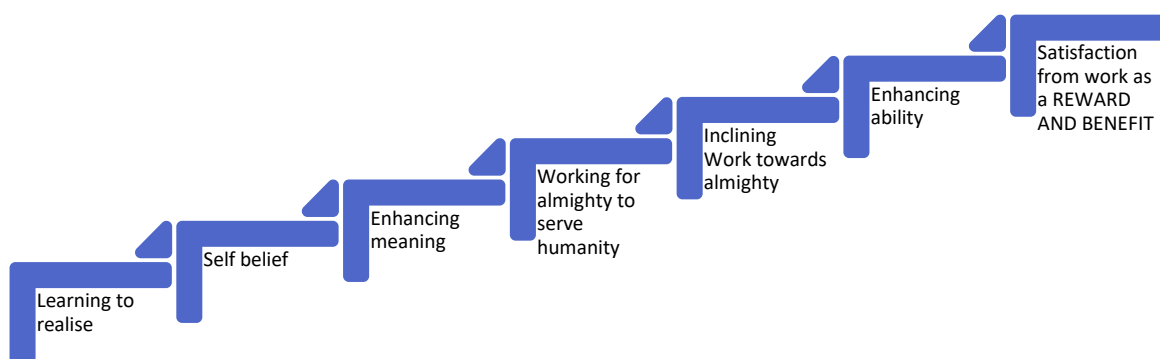 Learning to
realise
Self belief
Enhancing
meaning
Working for
almighty to
serve
humanity
Inclining
Work towards
almighty
Enhancing
ability
Satisfaction
from work as
a REWARD
AND BENEFIT